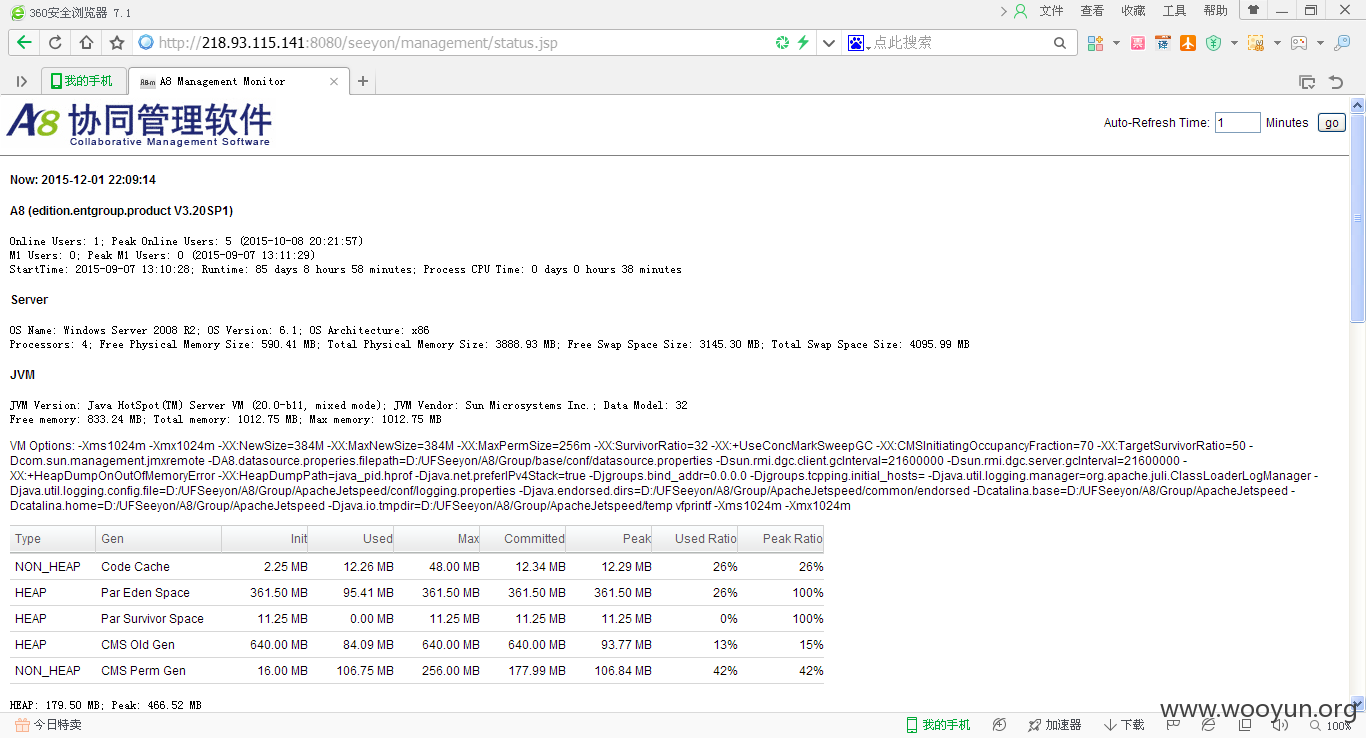 360安全浏览器 7.1
文件 查看 收藏 工具 帮助
http://218.93.115.141:8080/seeyon/management/status.jsp
点此搜索
我的手机
A8m A8 Management Monitor
A8 协同管理软件
Collaborative Management Software
Auto-Refresh Time: 1 Minutes go
Now: 2015-12-01 22:09:14
A8 (edition.entgroup.product V3.20SP1)
Online Users: 1; Peak Online Users: 5 (2015-10-08 20:21:57)
M1 Users: 0; Peak M1 Users: 0 (2015-09-07 13:11:29)
StartTime: 2015-09-07 13:10:28; Runtime: 85 days 8 hours 58 minutes; Process CPU Time: 0 days 0 hours 38 minutes
Server
OS Name: Windows Server 2008 R2; OS Version: 6.1; OS Architecture: x86
Processors: 4; Free Physical Memory Size: 590.41 MB; Total Physical Memory Size: 3888.93 MB; Free Swap Space Size: 3145.30 MB; Total Swap Space Size: 4095.99 MB
JVM
JVM Version: Java HotSpot(TM) Server VM (20.0-b11, mixed mode); JVM Vendor: Sun Microsystems Inc.; Data Model: 32
Free memory: 833.24 MB; Total memory: 1012.75 MB; Max memory: 1012.75 MB
VM Options: -Xms1024m -Xmx1024m -XX:NewSize=384M -XX:MaxNewSize=384M -XX:MaxPermSize=256m -XX:SurvivorRatio=32 -XX:+UseConcMarkSweepGC -XX:CMSInitiatingOccupancyFraction=70 -XX:TargetSurvivorRatio=50 -
Dcom.sun.management.jmxremote -DA8.datasource.properies.filepath=D:/UFSeeyon/A8/Group/base/conf/datasource.properties -Dsun.rmi.dgc.client.gcInterval=21600000 -Dsun.rmi.dgc.server.gcInterval=21600000 -
XX:+HeapDumpOnOutOfMemoryError -XX:HeapDumpPath=java_pid.hprof -Djava.net.preferIPv4Stack=true -Djgroups.bind_addr=0.0.0.0 -Djgroups.tcpping.initial_hosts= -Djava.util.logging.manager=org.apache.juli.ClassLoaderLogManager -
Djava.util.logging.config.file=D:/UFSeeyon/A8/Group/ApacheJetspeed/conf/logging.properties -Djava.endorsed.dirs=D:/UFSeeyon/A8/Group/ApacheJetspeed/common/endorsed -Dcatalina.base=D:/UFSeeyon/A8/Group/ApacheJetspeed -
Dcatalina.home=D:/UFSeeyon/A8/Group/ApacheJetspeed -Djava.io.tmpdir=D:/UFSeeyon/A8/Group/ApacheJetspeed/temp vfprintf -Xms1024m -Xmx1024m
Type Gen Init Used Max Committed Peak Used Ratio Peak Ratio
NON_HEAP Code Cache 2.25 MB 12.26 MB 48.00 MB 12.34 MB 12.29 MB 26% 26%
HEAP Par Eden Space 361.50 MB 95.41 MB 361.50 MB 361.50 MB 361.50 MB 26% 100%
HEAP Par Survivor Space 11.25 MB 0.00 MB 11.25 MB 11.25 MB 11.25 MB 0% 100%
HEAP CMS Old Gen 640.00 MB 84.09 MB 640.00 MB 640.00 MB 93.77 MB 13% 15%
NON_HEAP CMS Perm Gen 16.00 MB 106.75 MB 256.00 MB 177.99 MB 106.84 MB 42% 42%
HEAP: 179.50 MB; Peak: 466.52 MB
www.wooyun.org
今日特卖 我的手机 加速器 下载 100%